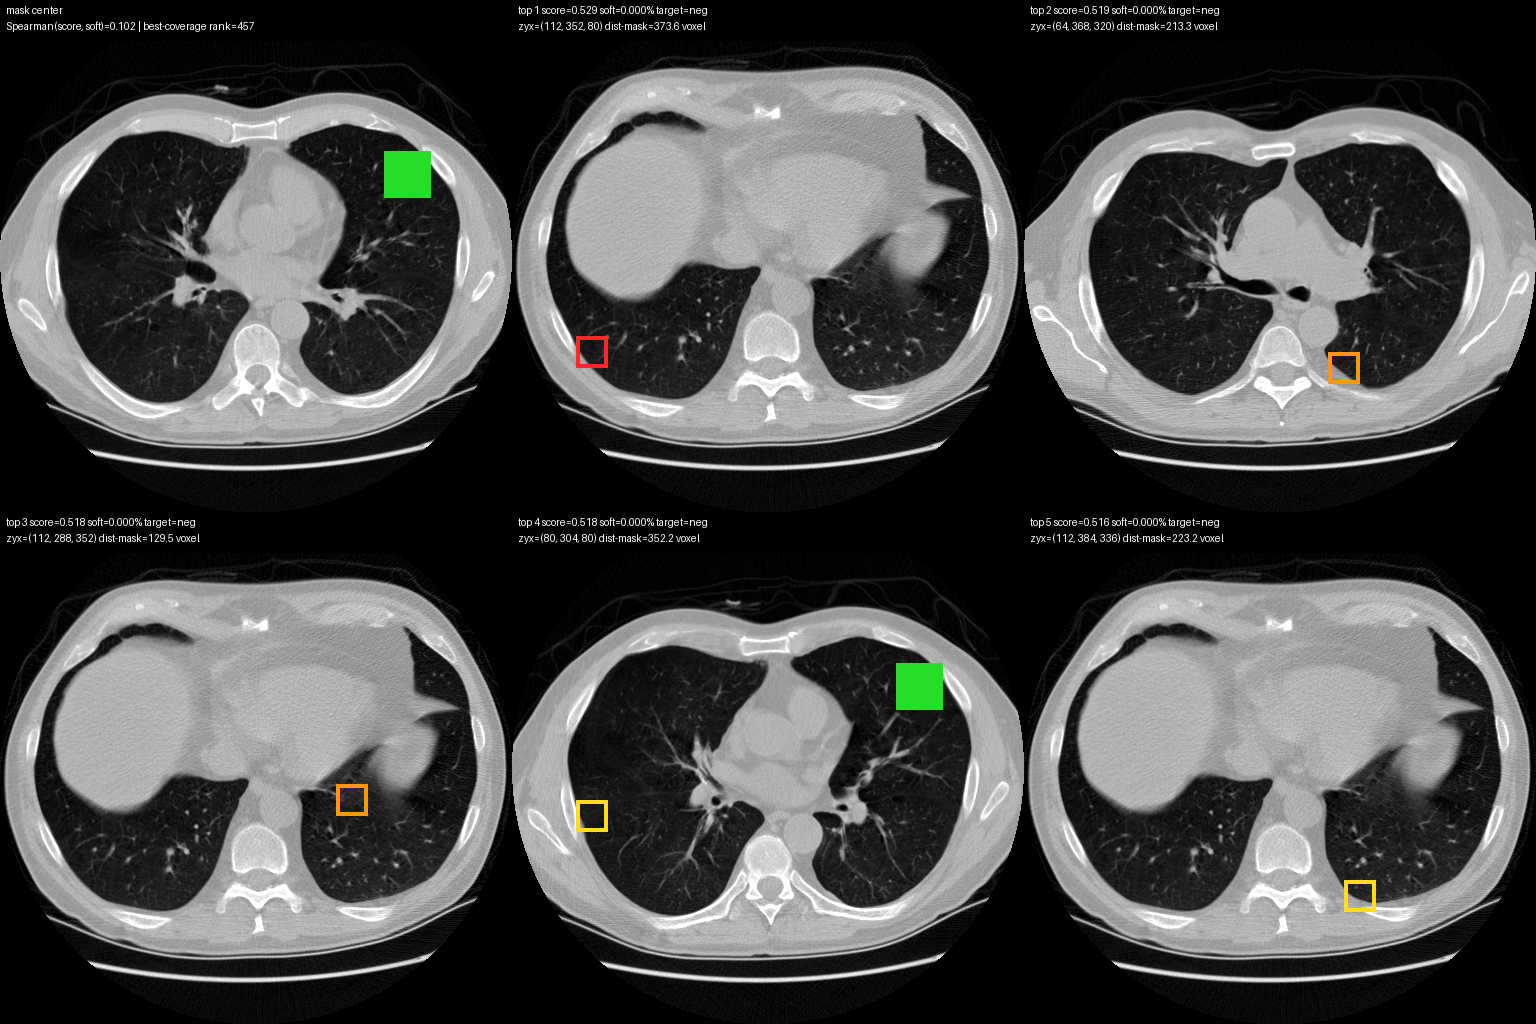 mask center
Spearman(score, soft)=0.102 | best-coverage rank=457
top 1 score=0.529 soft=0.000% target=neg
zyx=(112, 352, 80) dist-mask=373.6 voxel
top 2 score=0.519 soft=0.000% target=neg
zyx=(64, 368, 320) dist-mask=213.3 voxel
top 3 score=0.518 soft=0.000% target=neg
zyx=(112, 288, 352) dist-mask=129.5 voxel
top 4 score=0.518 soft=0.000% target=neg
zyx=(80, 304, 80) dist-mask=352.2 voxel
top 5 score=0.516 soft=0.000% target=neg
zyx=(112, 384, 336) dist-mask=223.2 voxel